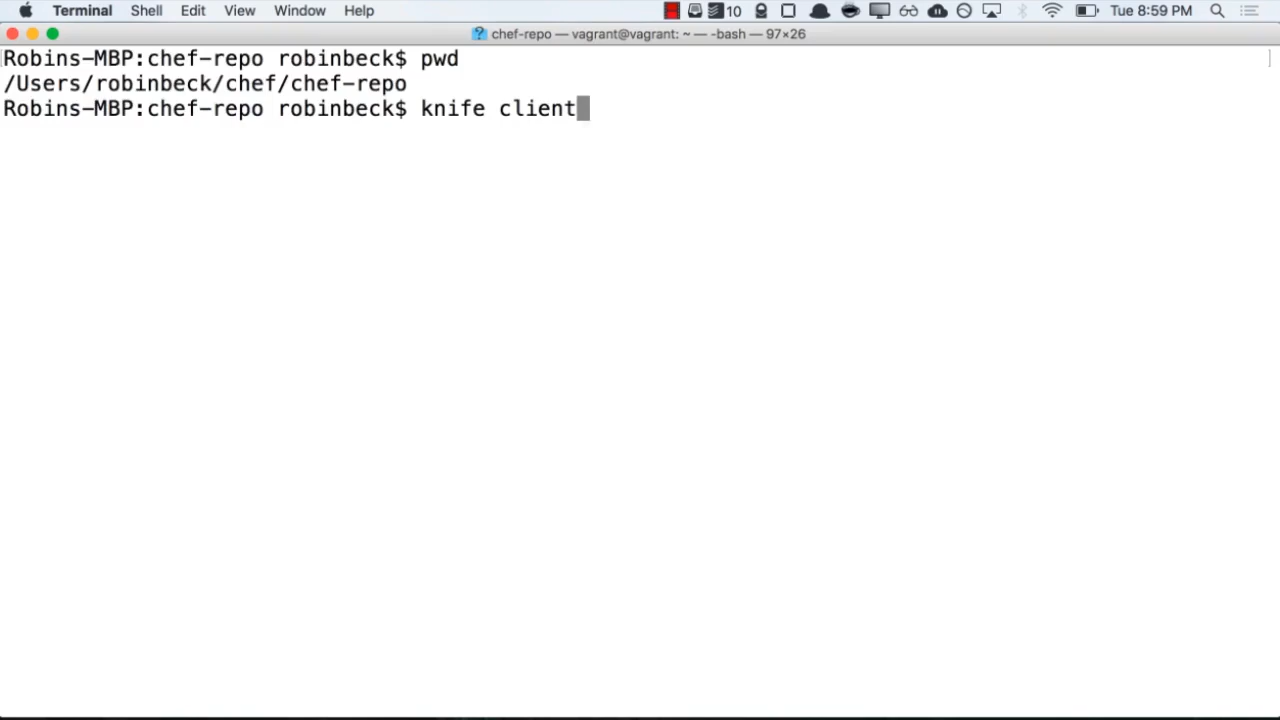 Terminal Shell Edit View Window Help 10 Tue 8:59 PM
chef-repo — vagrant@vagrant: ~ — -bash — 97×26
Robins-MBP:chef-repo robinbeck$ pwd
/Users/robinbeck/chef/chef-repo
Robins-MBP:chef-repo robinbeck$ knife client